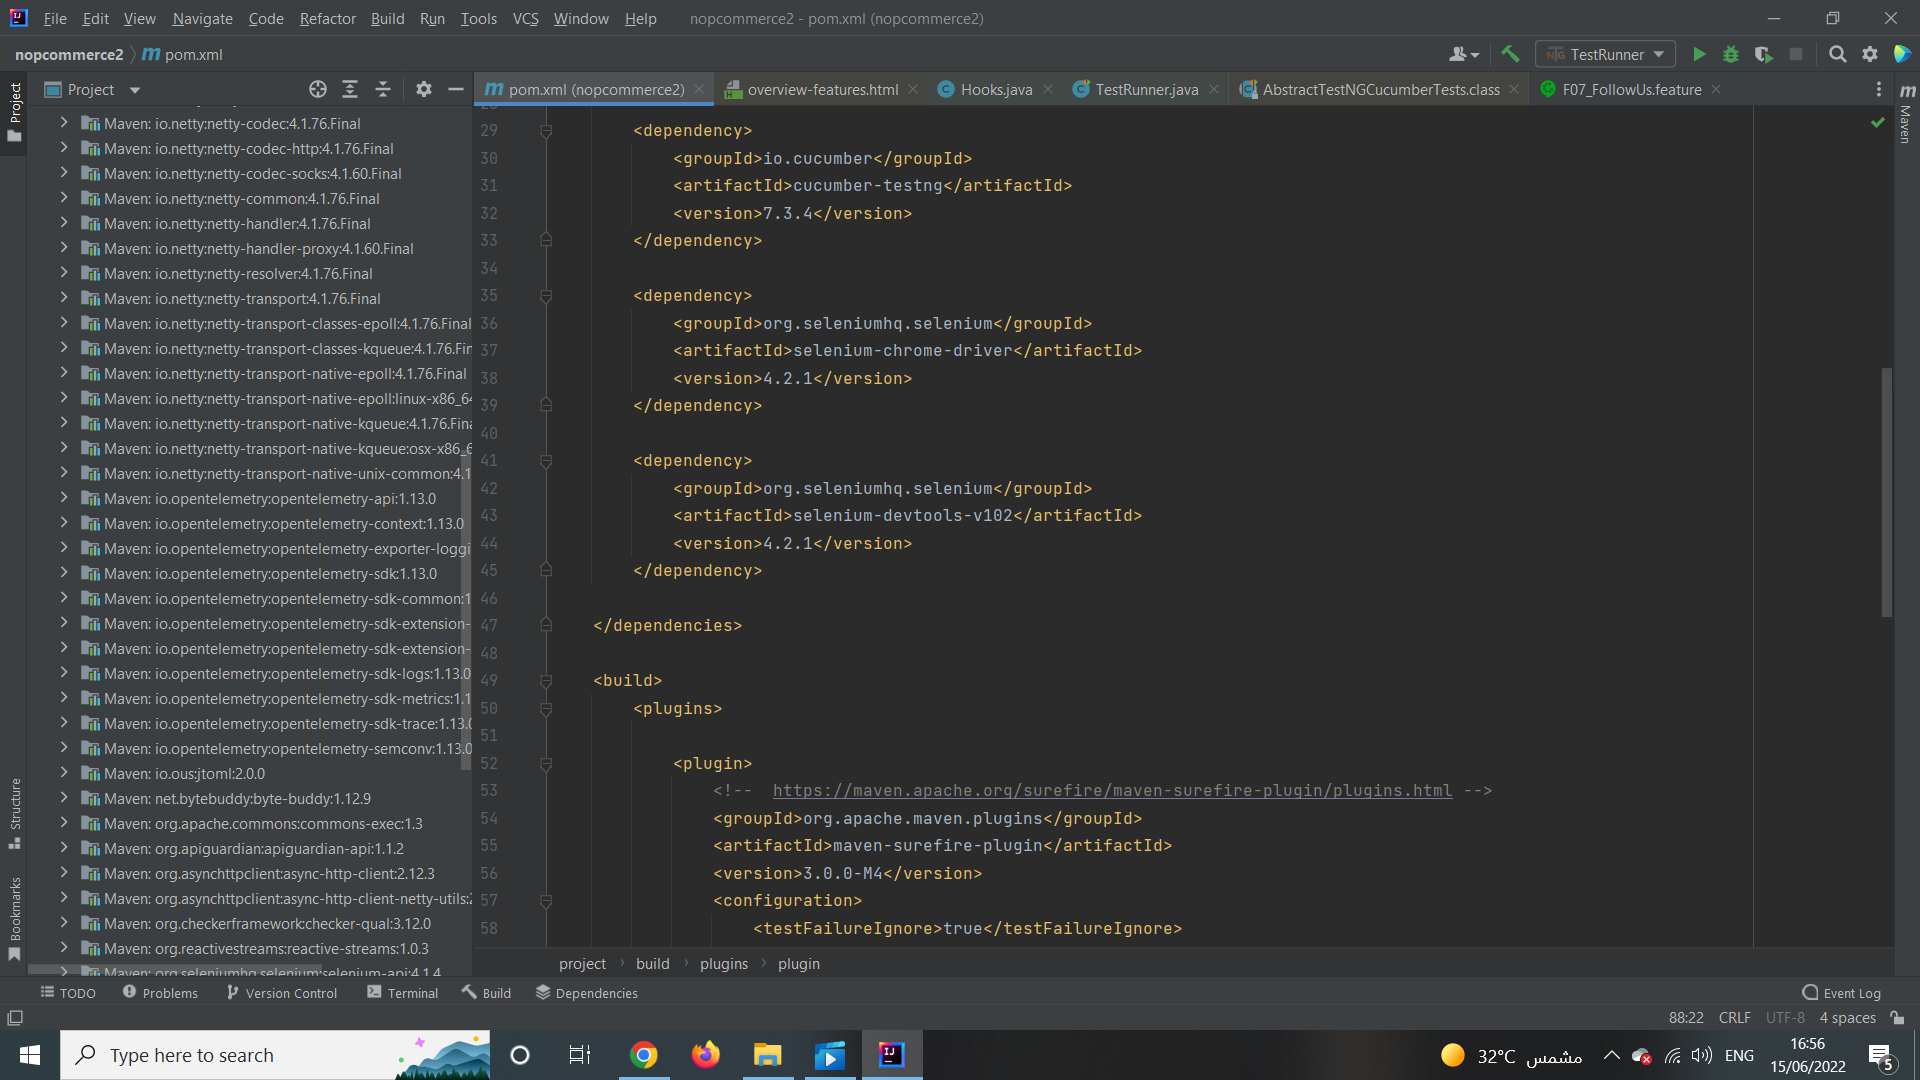 File Edit View Navigate Code Refactor Build Run Tools VCS Window Help nopcommerce2 - pom.xml (nopcommerce2)
nopcommerce2 pom.xml
TestRunner
Project
pom.xml (nopcommerce2) overview-features.html Hooks.java TestRunner.java AbstractTestNGCucumberTests.class F07_FollowUs.feature
Project
Structure
Bookmarks
Maven
Maven: io.netty:netty-codec:4.1.76.Final
Maven: io.netty:netty-codec-http:4.1.76.Final
Maven: io.netty:netty-codec-socks:4.1.60.Final
Maven: io.netty:netty-common:4.1.76.Final
Maven: io.netty:netty-handler:4.1.76.Final
Maven: io.netty:netty-handler-proxy:4.1.60.Final
Maven: io.netty:netty-resolver:4.1.76.Final
Maven: io.netty:netty-transport:4.1.76.Final
Maven: io.netty:netty-transport-classes-epoll:4.1.76.Final
Maven: io.netty:netty-transport-classes-kqueue:4.1.76.Fin
Maven: io.netty:netty-transport-native-epoll:4.1.76.Final
Maven: io.netty:netty-transport-native-epoll:linux-x86_64
Maven: io.netty:netty-transport-native-kqueue:4.1.76.Fina
Maven: io.netty:netty-transport-native-kqueue:osx-x86_6
Maven: io.netty:netty-transport-native-unix-common:4.1
Maven: io.opentelemetry:opentelemetry-api:1.13.0
Maven: io.opentelemetry:opentelemetry-context:1.13.0
Maven: io.opentelemetry:opentelemetry-exporter-loggi
Maven: io.opentelemetry:opentelemetry-sdk:1.13.0
Maven: io.opentelemetry:opentelemetry-sdk-common:1
Maven: io.opentelemetry:opentelemetry-sdk-extension-
Maven: io.opentelemetry:opentelemetry-sdk-extension-
Maven: io.opentelemetry:opentelemetry-sdk-logs:1.13.0
Maven: io.opentelemetry:opentelemetry-sdk-metrics:1.1
Maven: io.opentelemetry:opentelemetry-sdk-trace:1.13.0
Maven: io.opentelemetry:opentelemetry-semconv:1.13.0
Maven: io.ous:jtoml:2.0.0
Maven: net.bytebuddy:byte-buddy:1.12.9
Maven: org.apache.commons:commons-exec:1.3
Maven: org.apiguardian:apiguardian-api:1.1.2
Maven: org.asynchttpclient:async-http-client:2.12.3
Maven: org.asynchttpclient:async-http-client-netty-utils:2
Maven: org.checkerframework:checker-qual:3.12.0
Maven: org.reactivestreams:reactive-streams:1.0.3
Maven: org.seleniumhq.selenium:selenium-api:4.1.4
29 <dependency>
30 <groupId>io.cucumber</groupId>
31 <artifactId>cucumber-testng</artifactId>
32 <version>7.3.4</version>
33 </dependency>
34
35 <dependency>
36 <groupId>org.seleniumhq.selenium</groupId>
37 <artifactId>selenium-chrome-driver</artifactId>
38 <version>4.2.1</version>
39 </dependency>
40
41 <dependency>
42 <groupId>org.seleniumhq.selenium</groupId>
43 <artifactId>selenium-devtools-v102</artifactId>
44 <version>4.2.1</version>
45 </dependency>
46
47 </dependencies>
48
49 <build>
50 <plugins>
51
52 <plugin>
53 <!-- https://maven.apache.org/surefire/maven-surefire-plugin/plugins.html -->
54 <groupId>org.apache.maven.plugins</groupId>
55 <artifactId>maven-surefire-plugin</artifactId>
56 <version>3.0.0-M4</version>
57 <configuration>
58 <testFailureIgnore>true</testFailureIgnore>
project build plugins plugin
TODO Problems Version Control Terminal Build Dependencies Event Log
88:22 CRLF UTF-8 4 spaces
Type here to search
32°C مشمس
ENG
16:56
15/06/2022
5